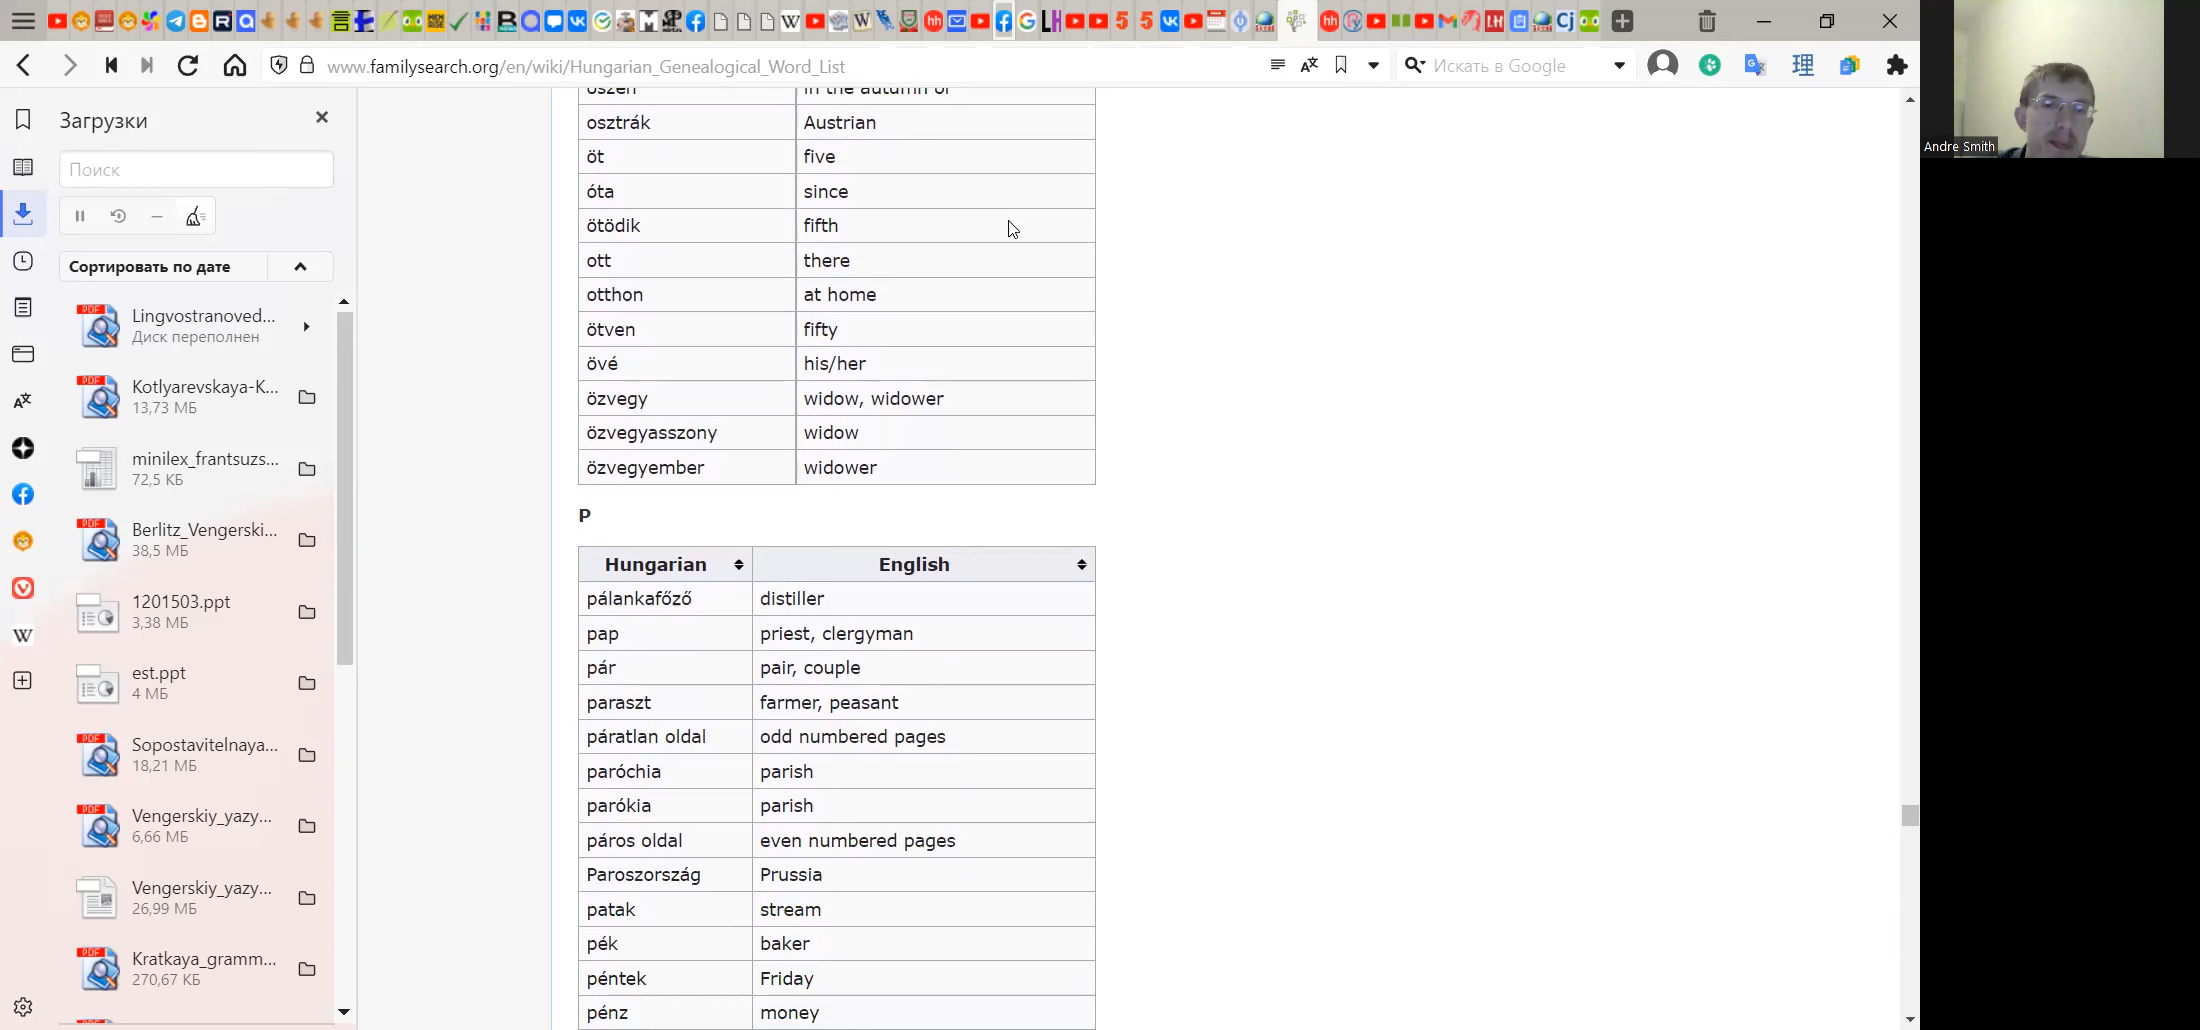 www.familysearch.org/en/wiki/Hungarian_Genealogical_Word_List
Искать в Google
Загрузки
Поиск
Сортировать по дате
Lingvostranoved...
Диск переполнен
Kotlyarevskaya-K...
13,73 МБ
minilex_frantsuzs...
72,5 КБ
Berlitz_Vengerski...
38,5 МБ
1201503.ppt
3,38 МБ
est.ppt
4 МБ
Sopostavitelnaya...
18,21 МБ
Vengerskiy_yazy...
6,66 МБ
Vengerskiy_yazy...
26,99 МБ
Kratkaya_gramm...
270,67 КБ
in the autumn of
osztrák Austrian
öt five
óta since
ötödik fifth
ott there
otthon at home
ötven fifty
övé his/her
özvegy widow, widower
özvegyasszony widow
özvegyember widower
P
Hungarian English
pálankafőző distiller
pap priest, clergyman
pár pair, couple
paraszt farmer, peasant
páratlan oldal odd numbered pages
paróchia parish
parókia parish
páros oldal even numbered pages
Paroszország Prussia
patak stream
pék baker
péntek Friday
pénz money
Andre Smith